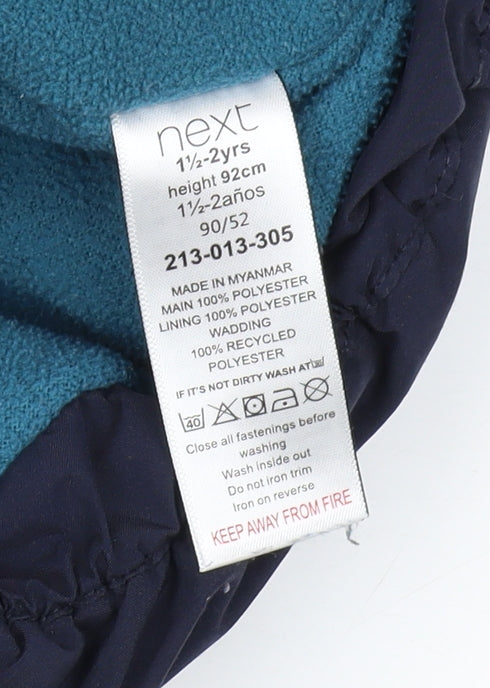 next
1½-2yrs
height 92cm
1½-2años
90/52
213-013-305
MADE IN MYANMAR
MAIN 100% POLYESTER
LINING 100% POLYESTER
WADDING
100% RECYCLED
POLYESTER
IF IT'S NOT DIRTY WASH AT
40
Close all fastenings before
washing
Wash inside out
Do not iron trim
Iron on reverse
KEEP AWAY FROM FIRE